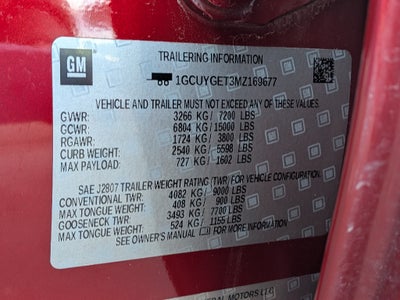 GM
TRAILERING INFORMATION
1GCUYGET3MZ169677
VEHICLE AND TRAILER MUST NOT EXCEED ANY OF THESE RATINGS.
GVWR: 3266 KG / 7200 LBS
GCWR: 6804 KG / 15000 LBS
RGAWR: 1724 KG / 3800 LBS
CURB WEIGHT: 2540 KG / 5598 LBS
MAX PAYLOAD: 727 KG / 1602 LBS
SAE J2807 TRAILER WEIGHT RATING (TWR) FOR VEHICLE CONFIGURATION.
CONVENTIONAL TWR: 4082 KG / 9000 LBS
MAX TONGUE WEIGHT: 408 KG / 900 LBS
GOOSENECK TWR: 3493 KG / 7700 LBS
MAX TONGUE WEIGHT: 524 KG / 1155 LBS
SEE OWNER'S MANUAL FOR MORE INFORMATION
MOTORS LLC